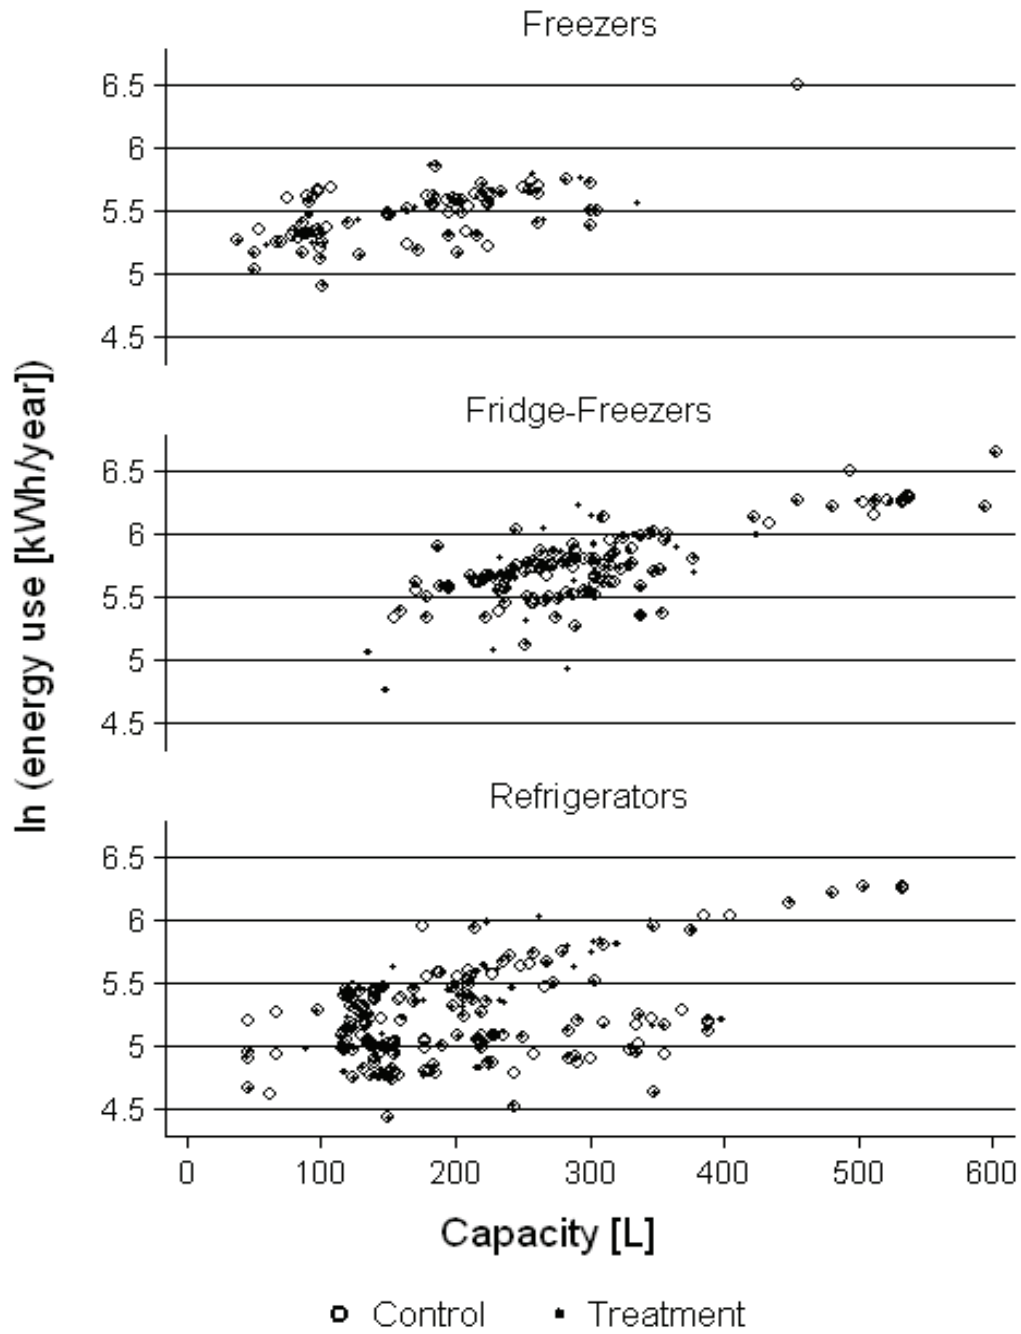 Freezers
6.5
6
5.5
5
4.5
Fridge-Freezers
6.5
6
5.5
5
4.5
ln (energy use [kWh/year])
Refrigerators
6.5
6
5.5
5
4.5
0 100 200 300 400 500 600
Capacity [L]
Control Treatment